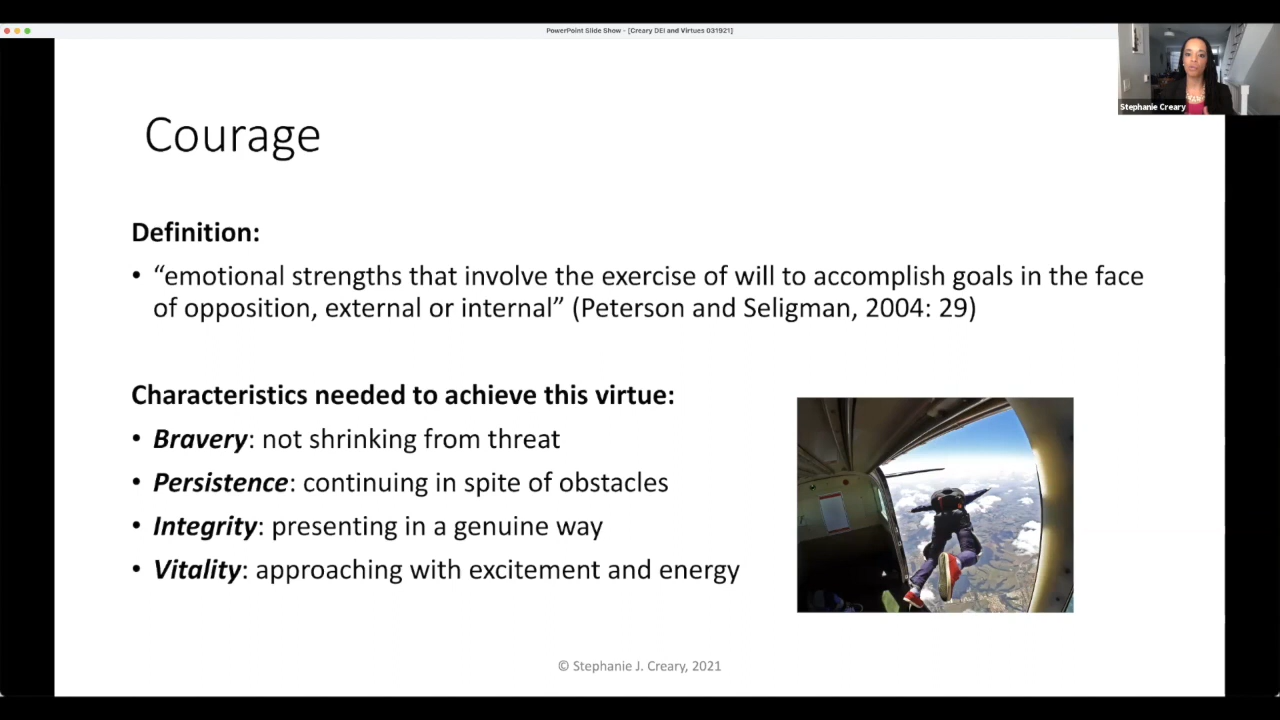 PowerPoint Slide Show - [Creary DEI and Virtues 031921]
Stephanie Creary
Courage
Definition:
• “emotional strengths that involve the exercise of will to accomplish goals in the face
of opposition, external or internal” (Peterson and Seligman, 2004: 29)
Characteristics needed to achieve this virtue:
• Bravery: not shrinking from threat
• Persistence: continuing in spite of obstacles
• Integrity: presenting in a genuine way
• Vitality: approaching with excitement and energy
© Stephanie J. Creary, 2021